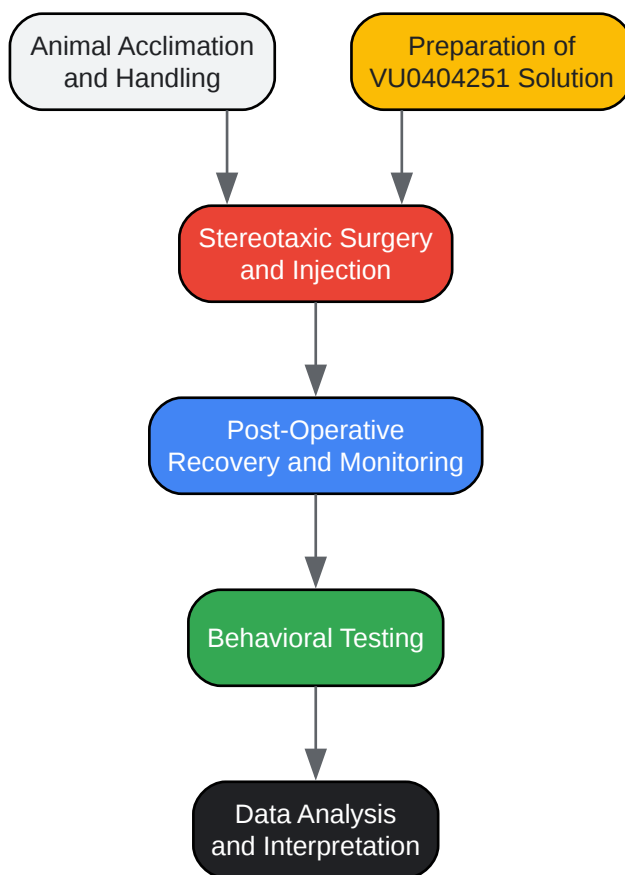 Animal Acclimation
and Handling
Preparation of
VU0404251 Solution
Stereotaxic Surgery
and Injection
Post-Operative
Recovery and Monitoring
Behavioral Testing
Data Analysis
and Interpretation